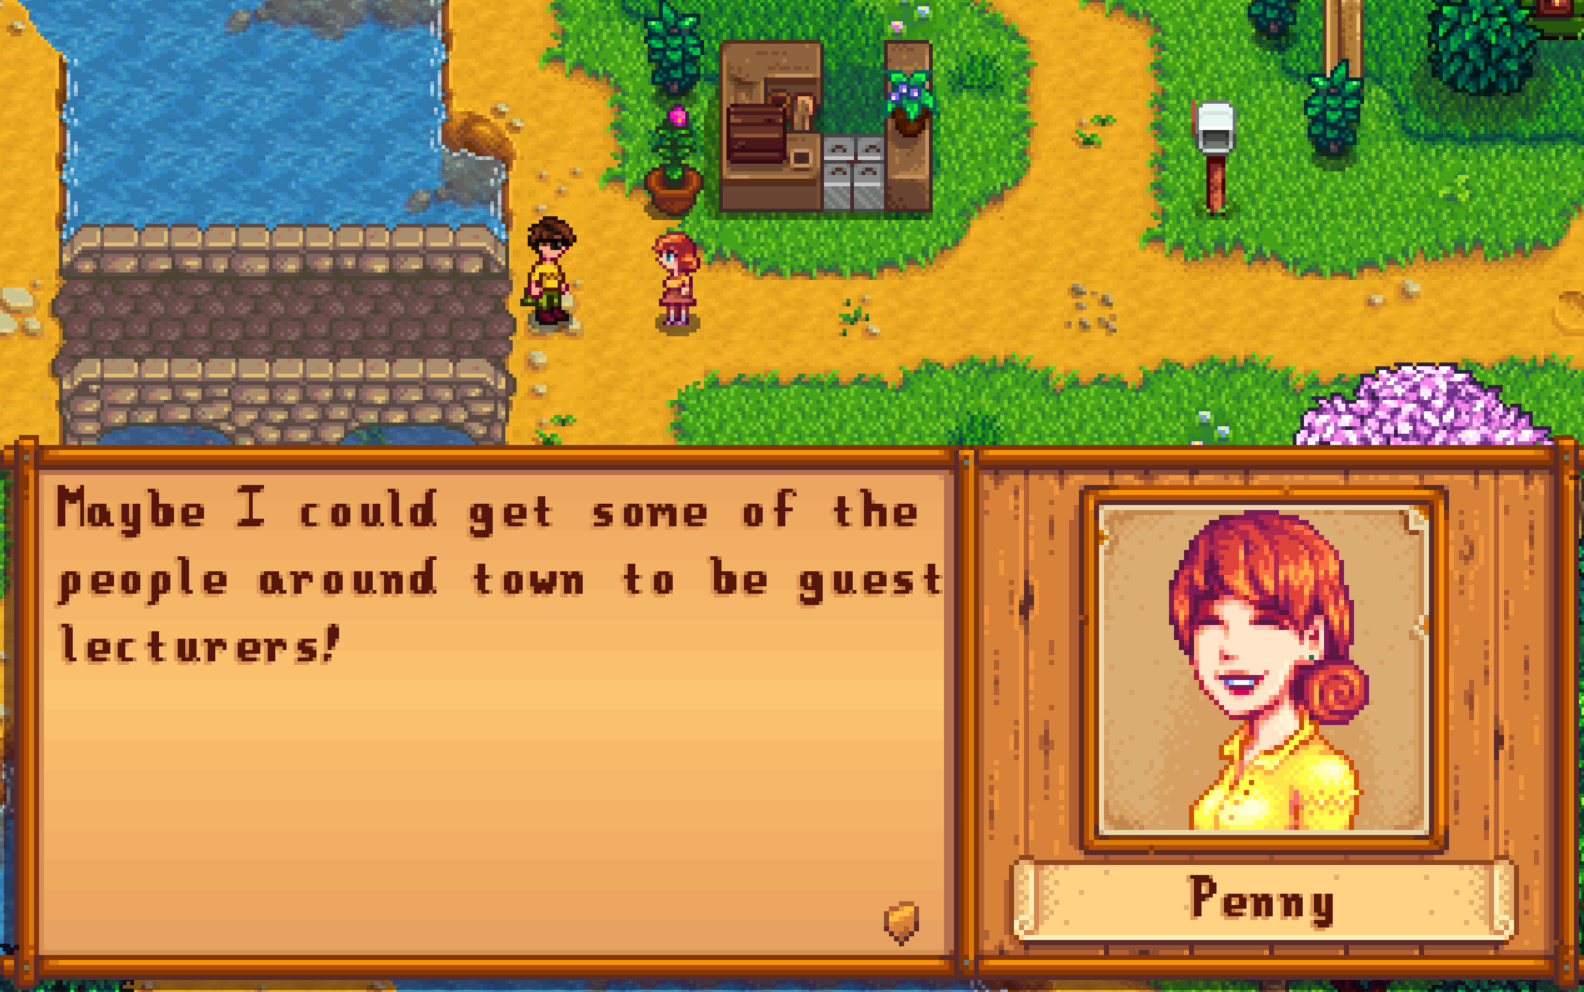 Maybe I could get some of the
people around town to be guest
lecturers!
Penny